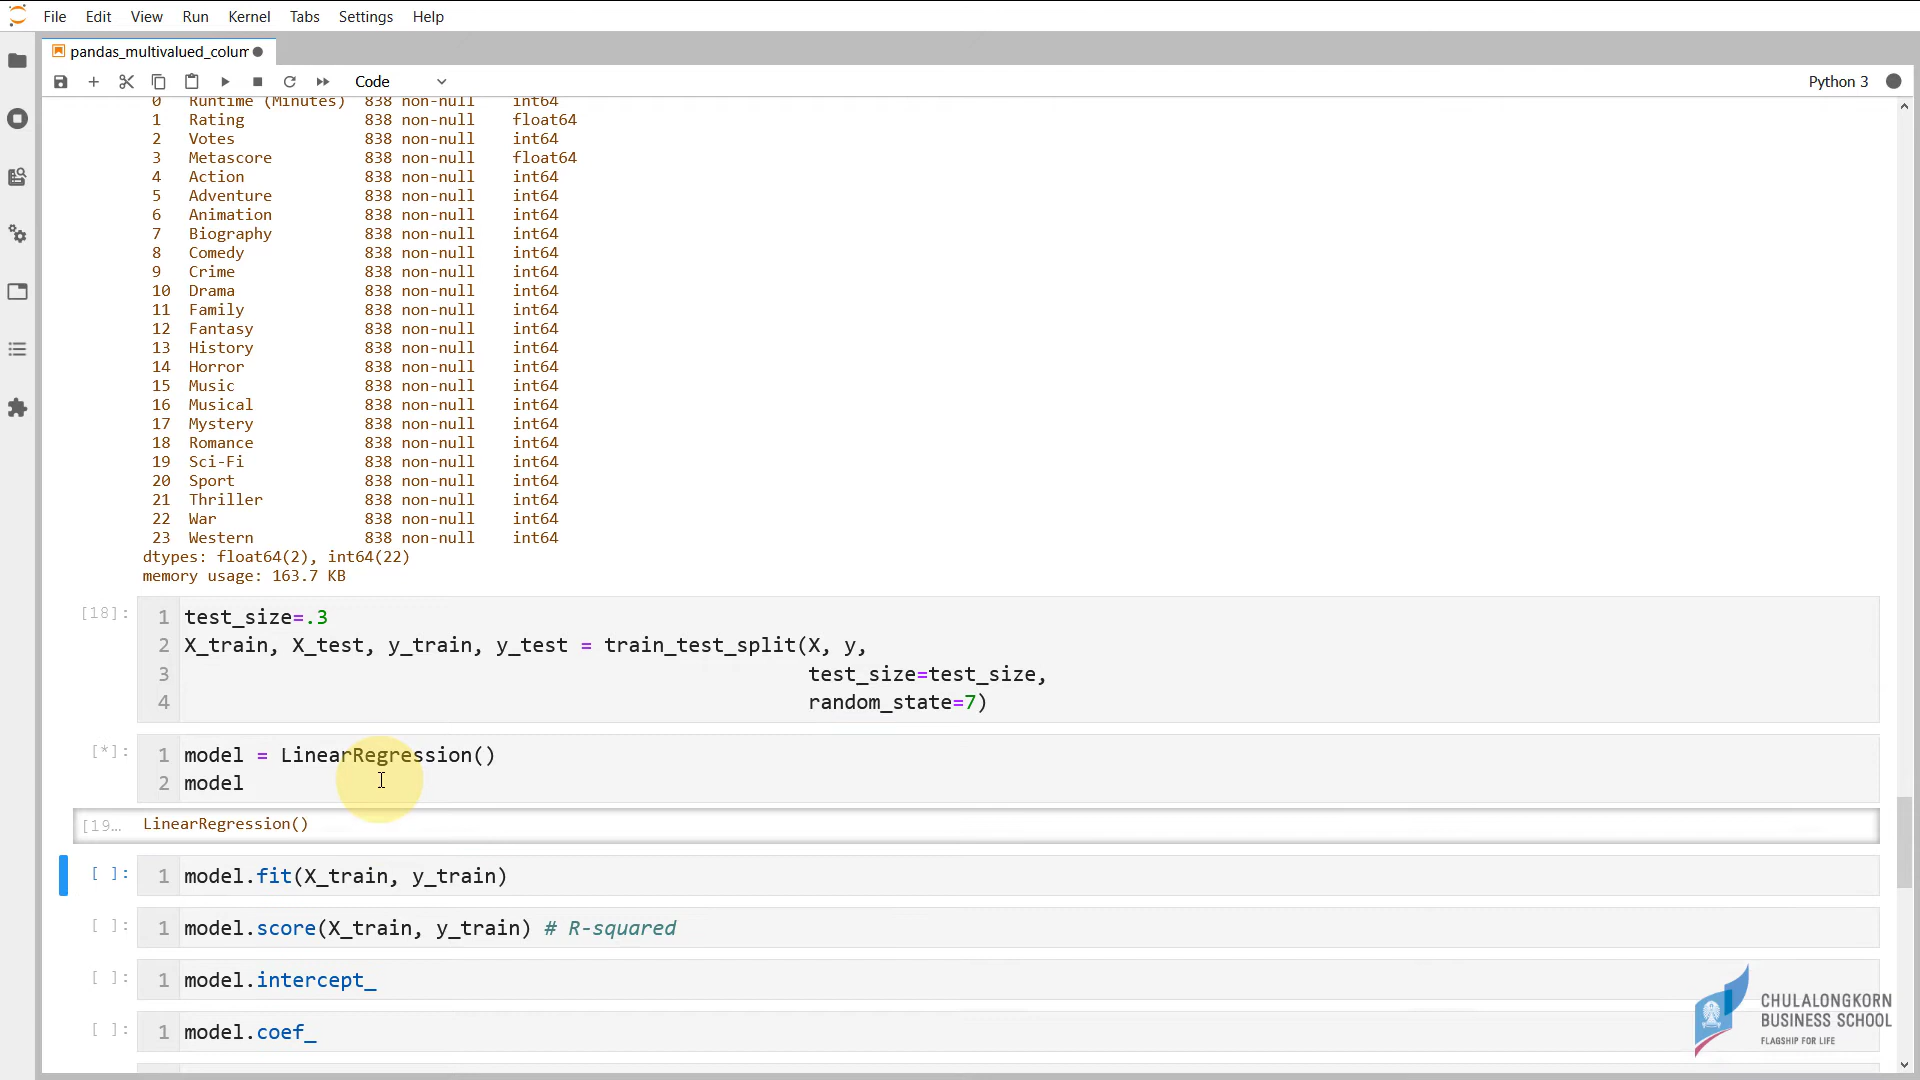 File Edit View Run Kernel Tabs Settings Help
pandas_multivalued_colum
Code
Python 3
0 Runtime (Minutes) 838 non-null int64
1 Rating 838 non-null float64
2 Votes 838 non-null int64
3 Metascore 838 non-null float64
4 Action 838 non-null int64
5 Adventure 838 non-null int64
6 Animation 838 non-null int64
7 Biography 838 non-null int64
8 Comedy 838 non-null int64
9 Crime 838 non-null int64
10 Drama 838 non-null int64
11 Family 838 non-null int64
12 Fantasy 838 non-null int64
13 History 838 non-null int64
14 Horror 838 non-null int64
15 Music 838 non-null int64
16 Musical 838 non-null int64
17 Mystery 838 non-null int64
18 Romance 838 non-null int64
19 Sci-Fi 838 non-null int64
20 Sport 838 non-null int64
21 Thriller 838 non-null int64
22 War 838 non-null int64
23 Western 838 non-null int64
dtypes: float64(2), int64(22)
memory usage: 163.7 KB
[18]: 1 test_size=.3
2 X_train, X_test, y_train, y_test = train_test_split(X, y,
3 test_size=test_size,
4 random_state=7)
[*]: 1 model = LinearRegression()
2 model
[19… LinearRegression()
[ ]: 1 model.fit(X_train, y_train)
[ ]: 1 model.score(X_train, y_train) # R-squared
[ ]: 1 model.intercept_
[ ]: 1 model.coef_
CHULALONGKORN
BUSINESS SCHOOL
FLAGSHIP FOR LIFE